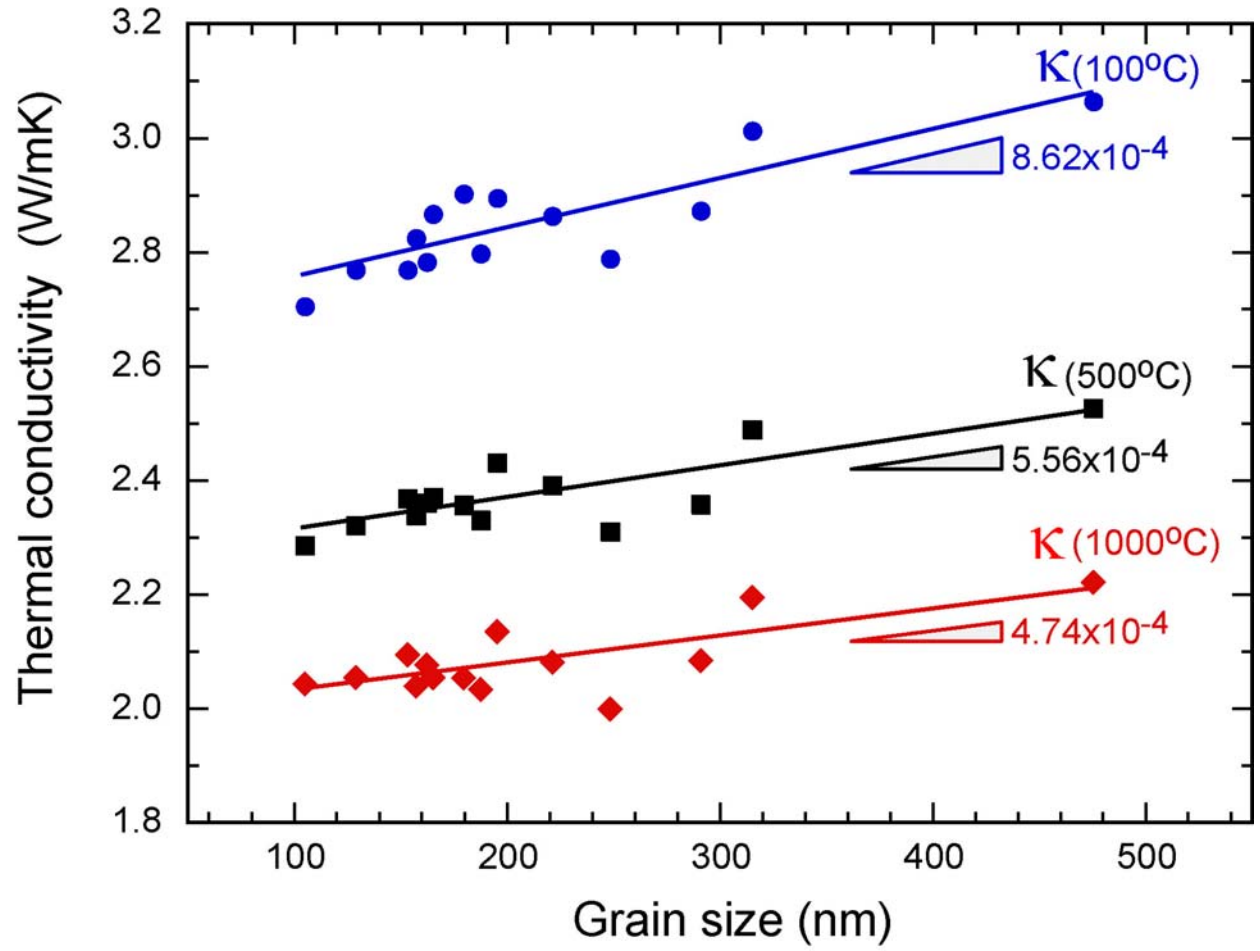 Thermal conductivity (W/mK)
3.2
3.0
2.8
2.6
2.4
2.2
2.0
1.8
κ(100ºC)
8.62x10⁻⁴
κ (500ºC)
5.56x10⁻⁴
κ (1000ºC)
4.74x10⁻⁴
100 200 300 400 500
Grain size (nm)